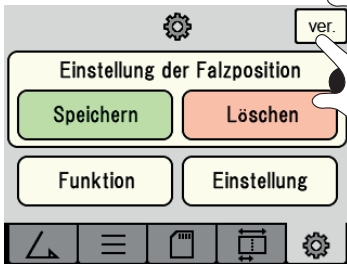 ver.
Einstellung der Falzposition
Speichern
Löschen
Funktion
Einstellung